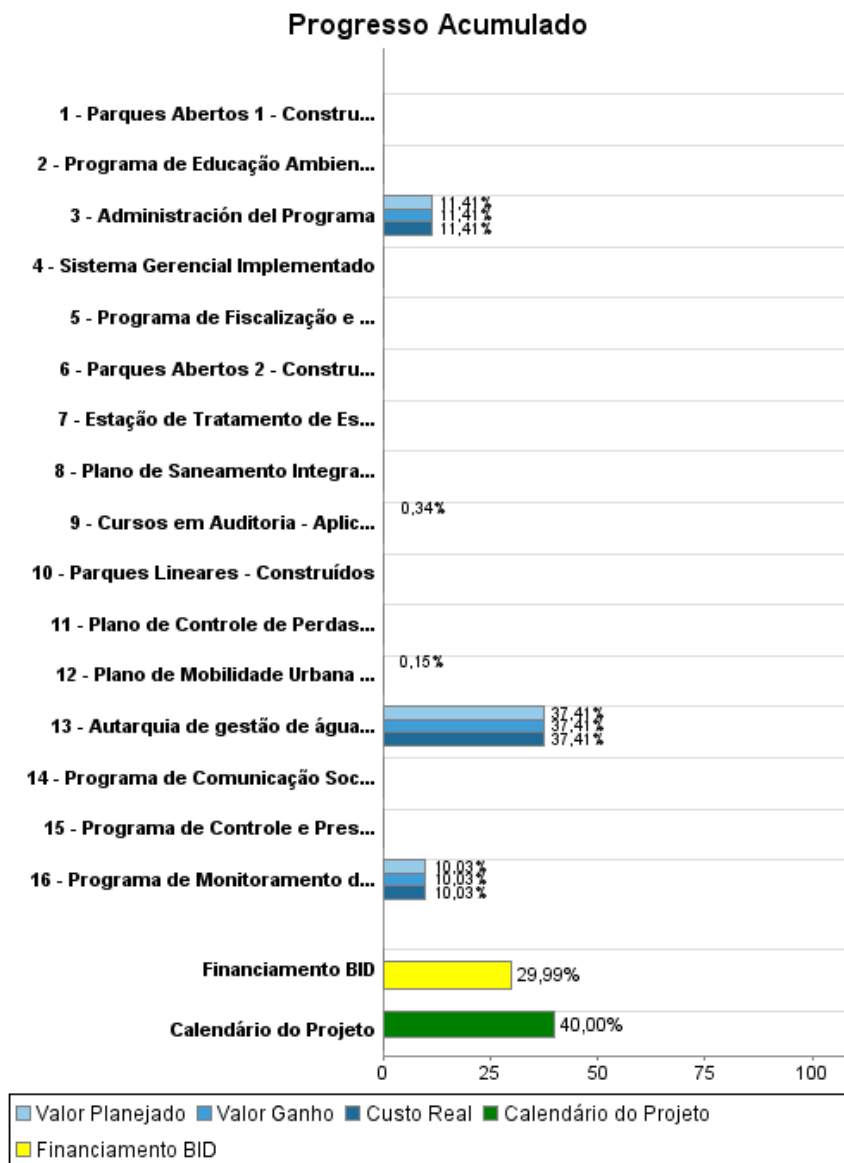 Progresso Acumulado
1 - Parques Abertos 1 - Constru...
2 - Programa de Educação Ambien...
11,41%
3 - Administración del Programa
11,41%
11,41%
4 - Sistema Gerencial Implementado
5 - Programa de Fiscalização e ...
6 - Parques Abertos 2 - Constru...
7 - Estação de Tratamento de Es...
8 - Plano de Saneamento Integra...
0,34%
9 - Cursos em Auditoria - Aplic...
10 - Parques Lineares - Construídos
11 - Plano de Controle de Perdas...
0,15%
12 - Plano de Mobilidade Urbana ...
37,41%
13 - Autarquia de gestão de água...
37,41%
37,41%
14 - Programa de Comunicação Soc...
15 - Programa de Controle e Pres...
10,03%
16 - Programa de Monitoramento d...
10,03%
10,03%
Financiamento BID
29,99%
Calendário do Projeto
40,00%
0 25 50 75 100
Valor Planejado Valor Ganho Custo Real Calendário do Projeto
Financiamento BID